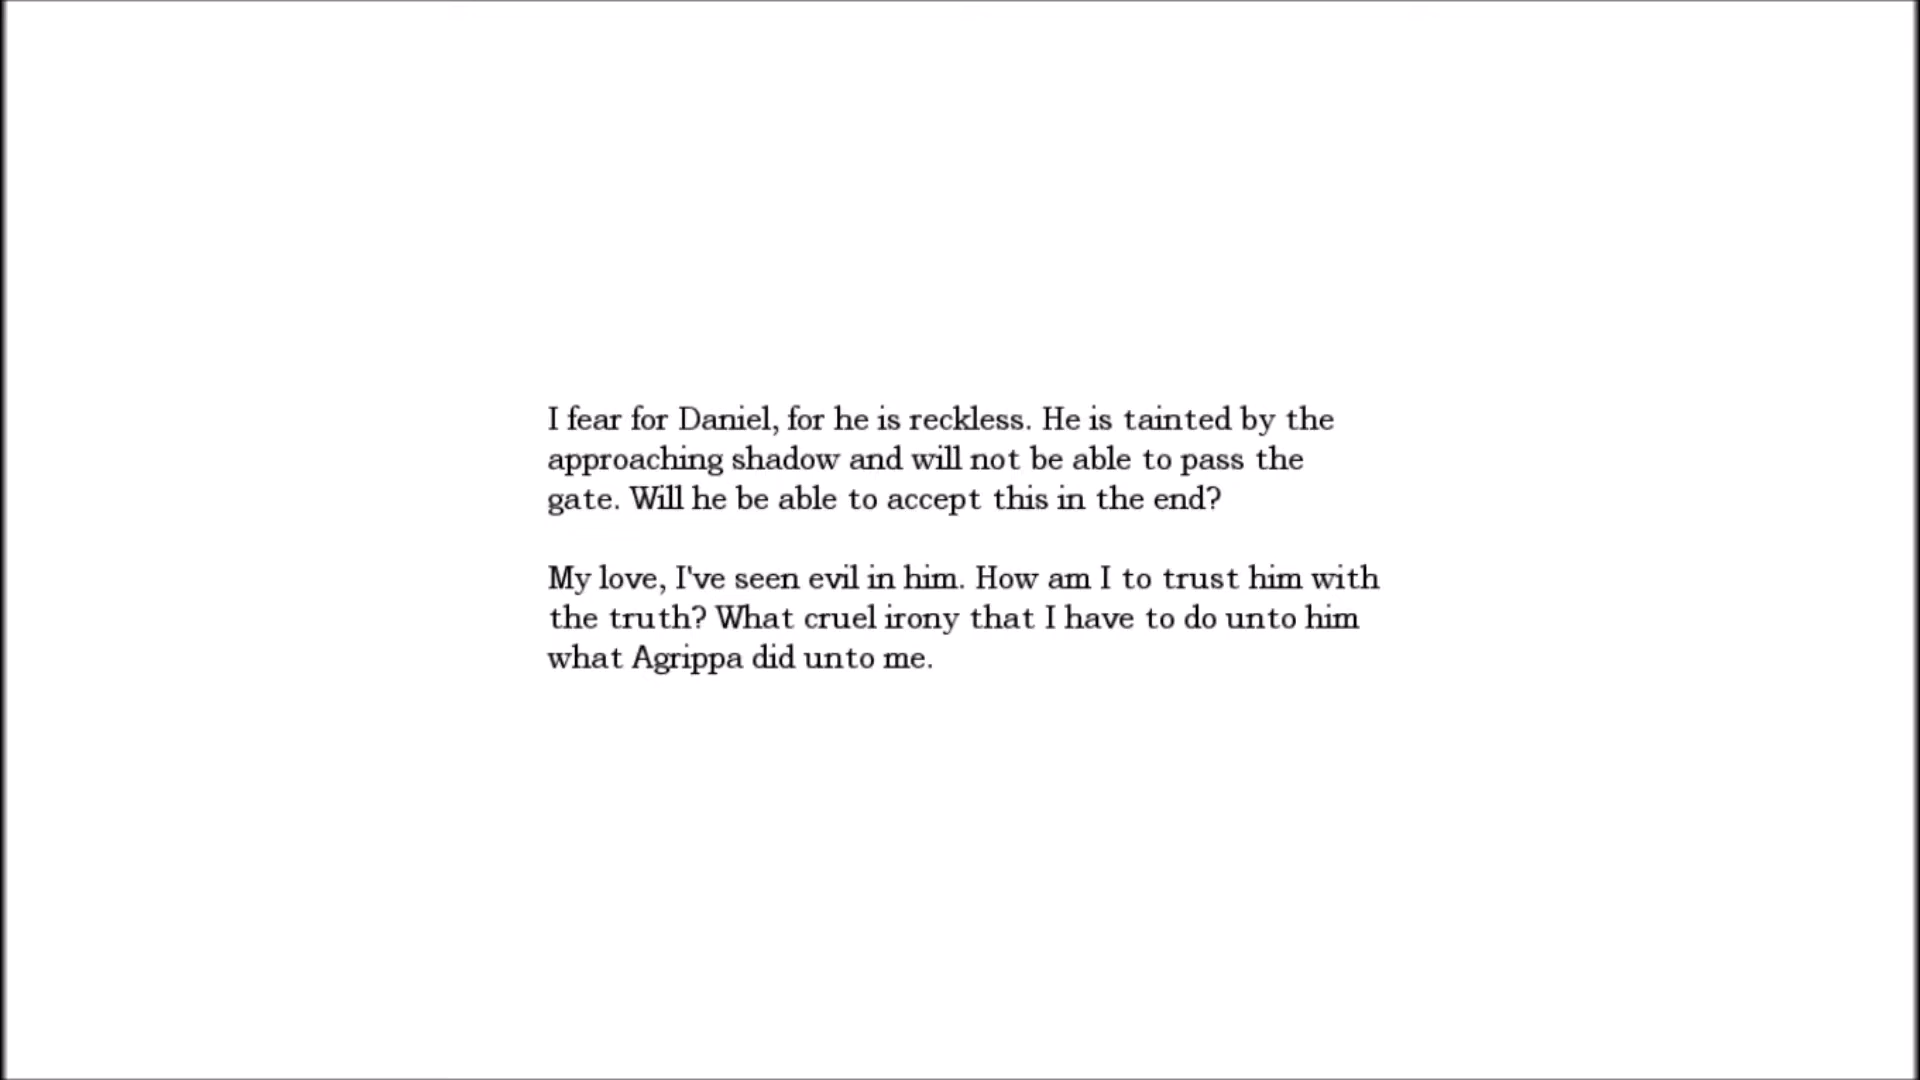 I fear for Daniel, for he is reckless. He is tainted by the
approaching shadow and will not be able to pass the
gate. Will he be able to accept this in the end?
My love, I've seen evil in him. How am I to trust him with
the truth? What cruel irony that I have to do unto him
what Agrippa did unto me.